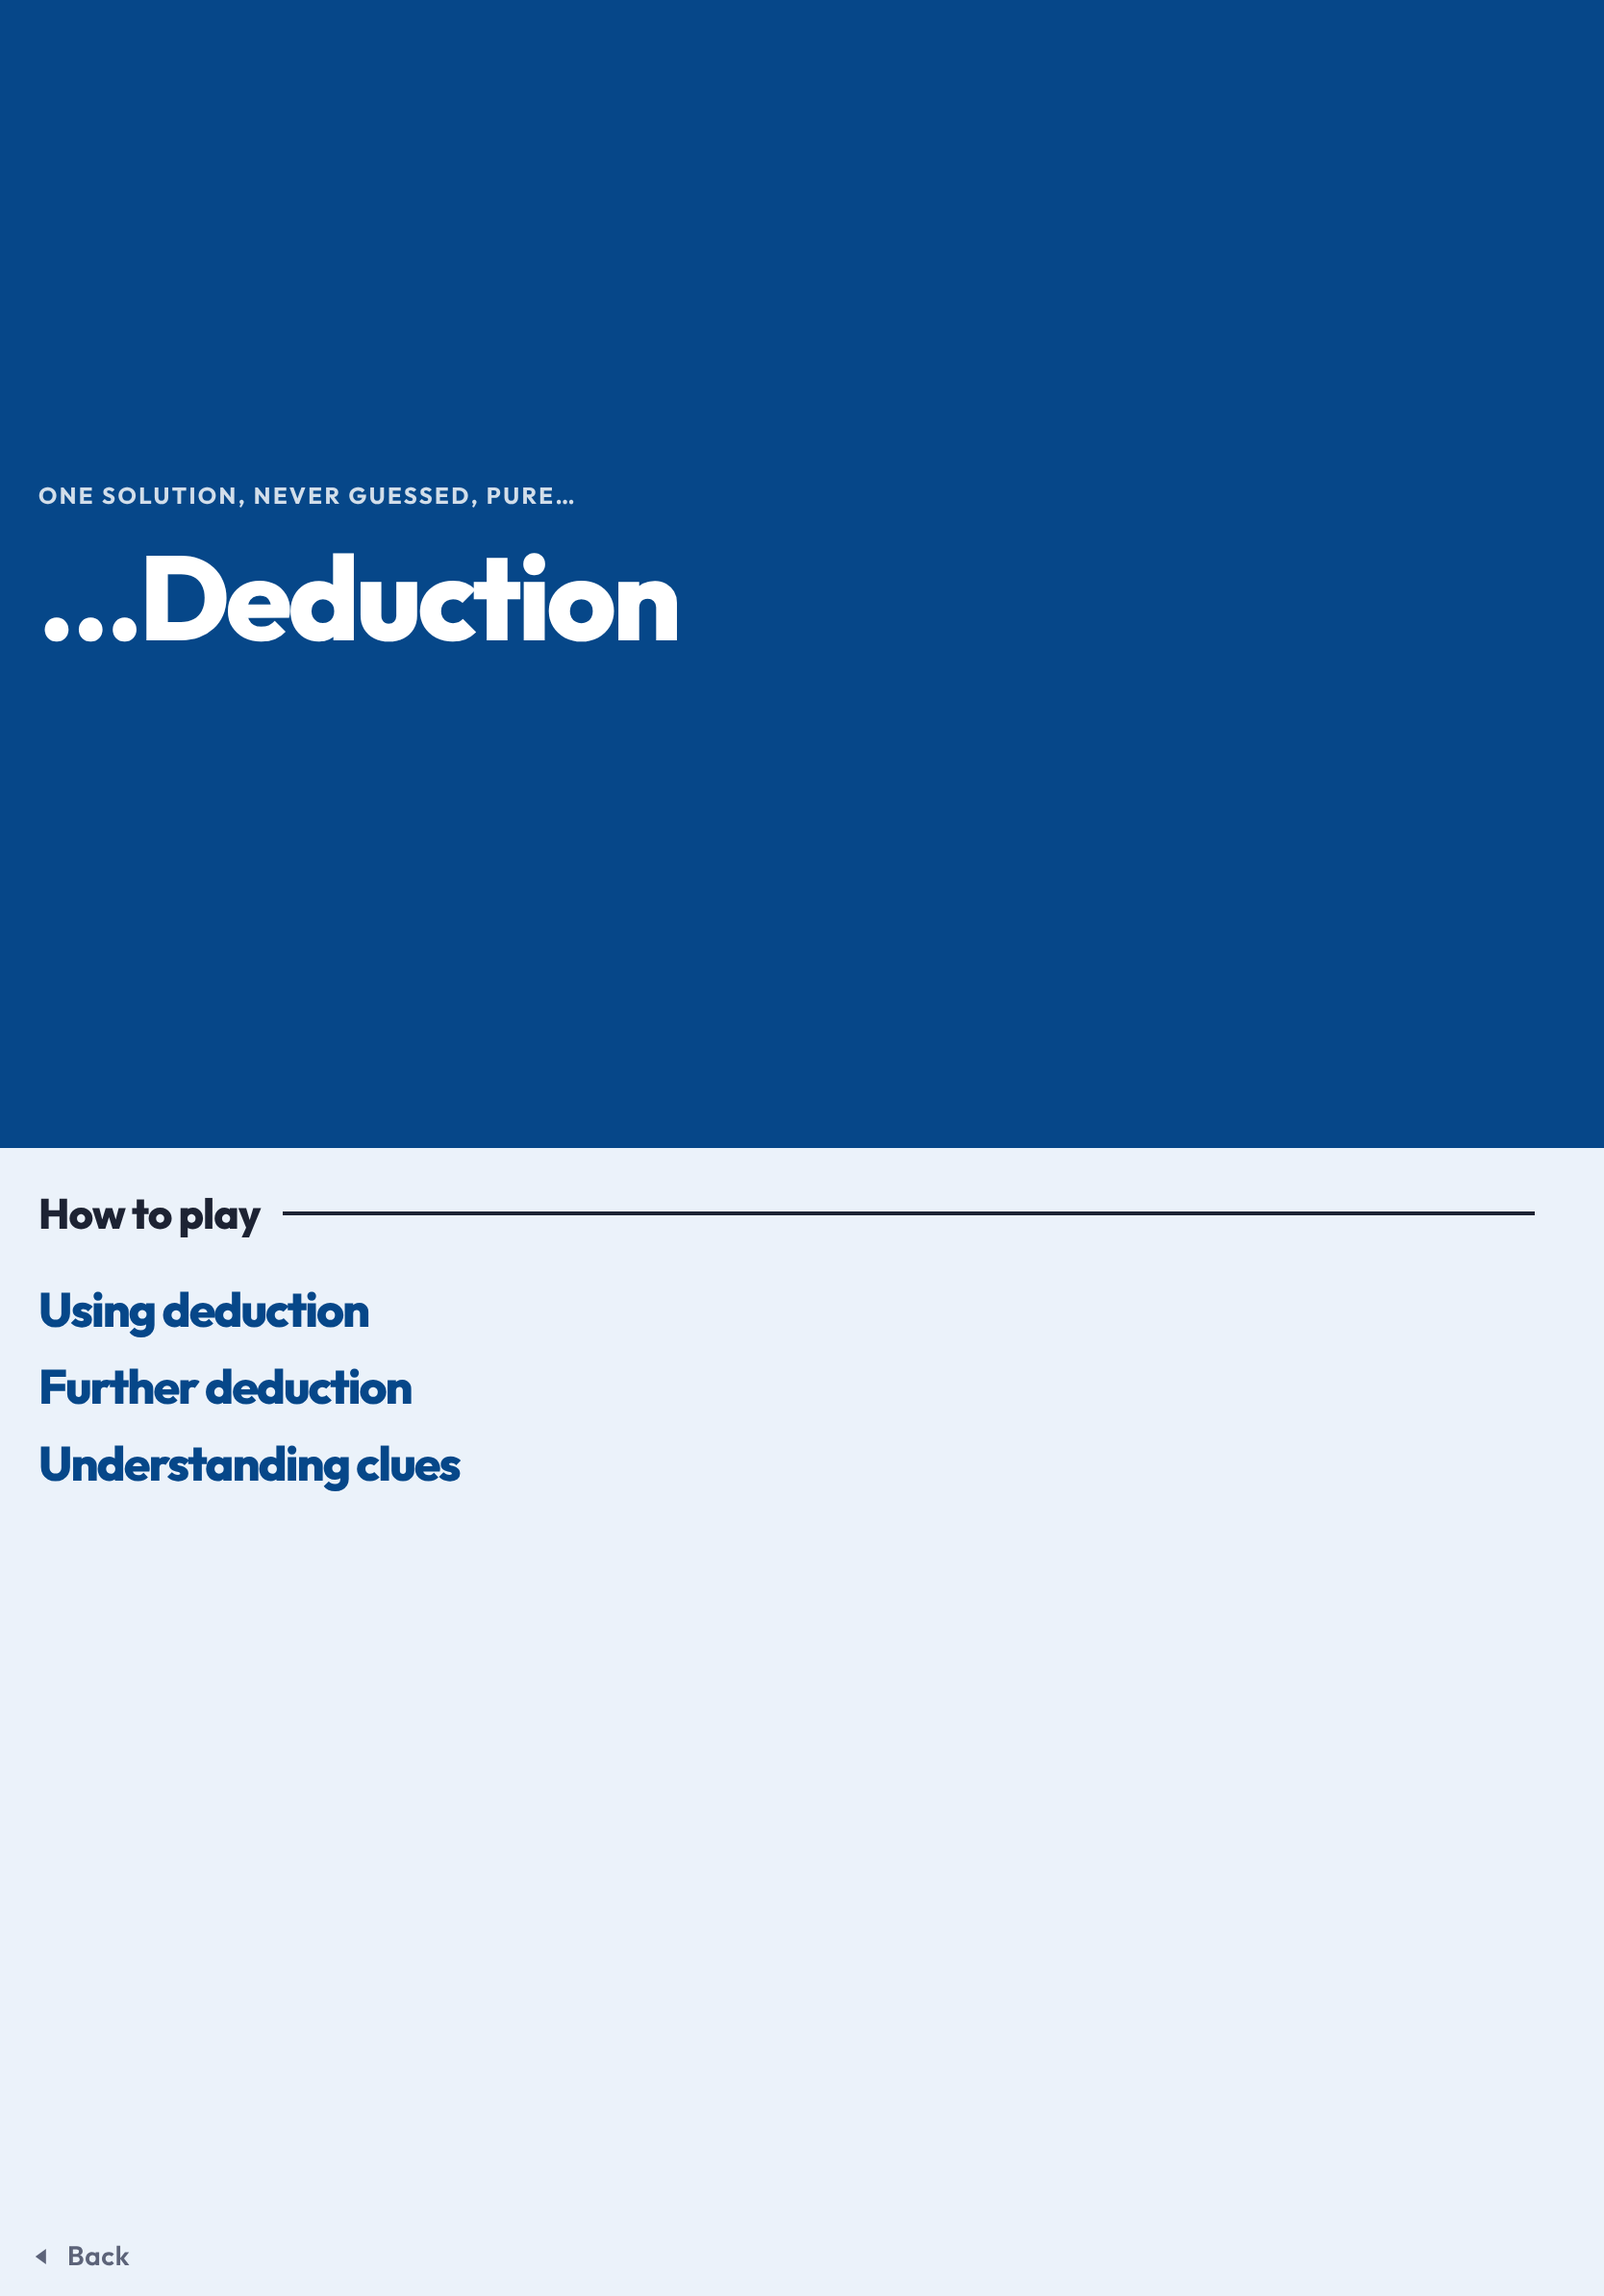 ONE SOLUTION, NEVER GUESSED, PURE…
…Deduction
How to play
Using deduction
Further deduction
Understanding clues
Back